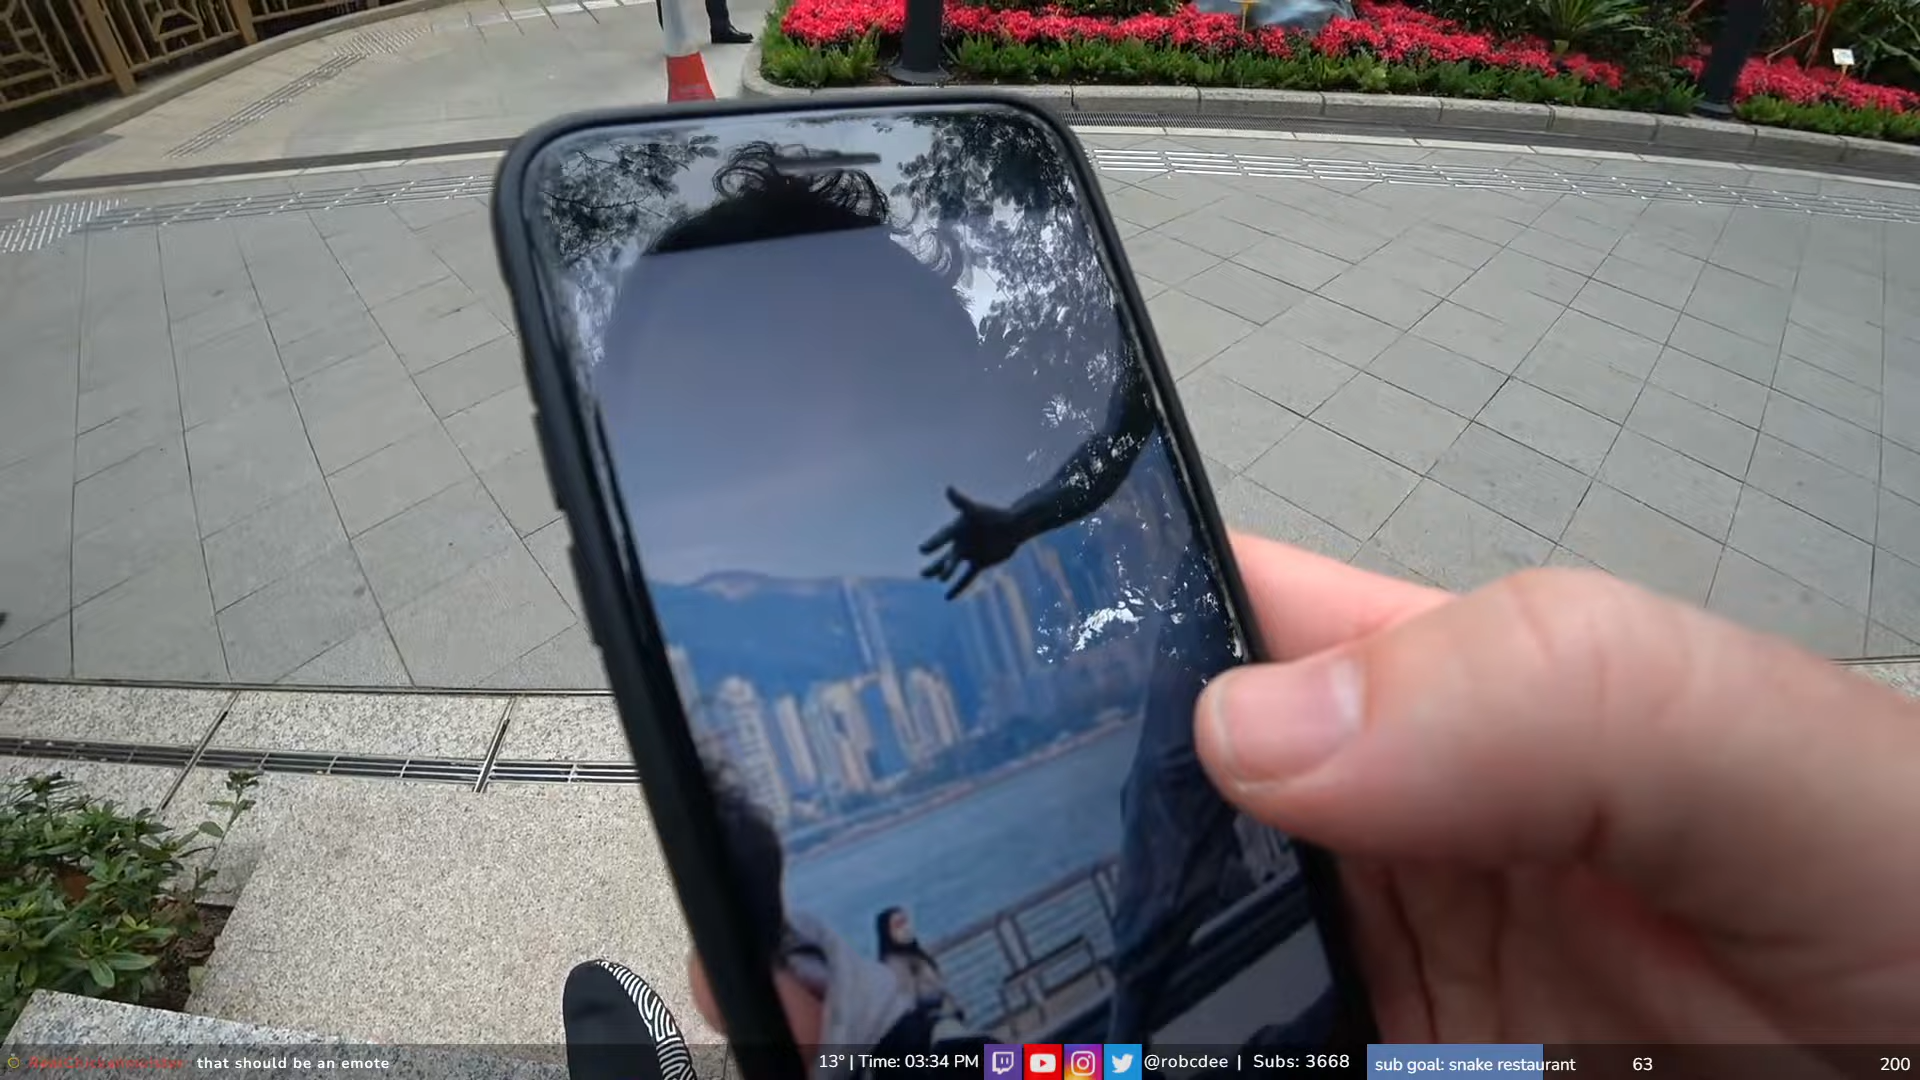 that should be an emote
13° | Time: 03:34 PM
@robcdee | Subs: 3668
sub goal: snake restaurant 63 200